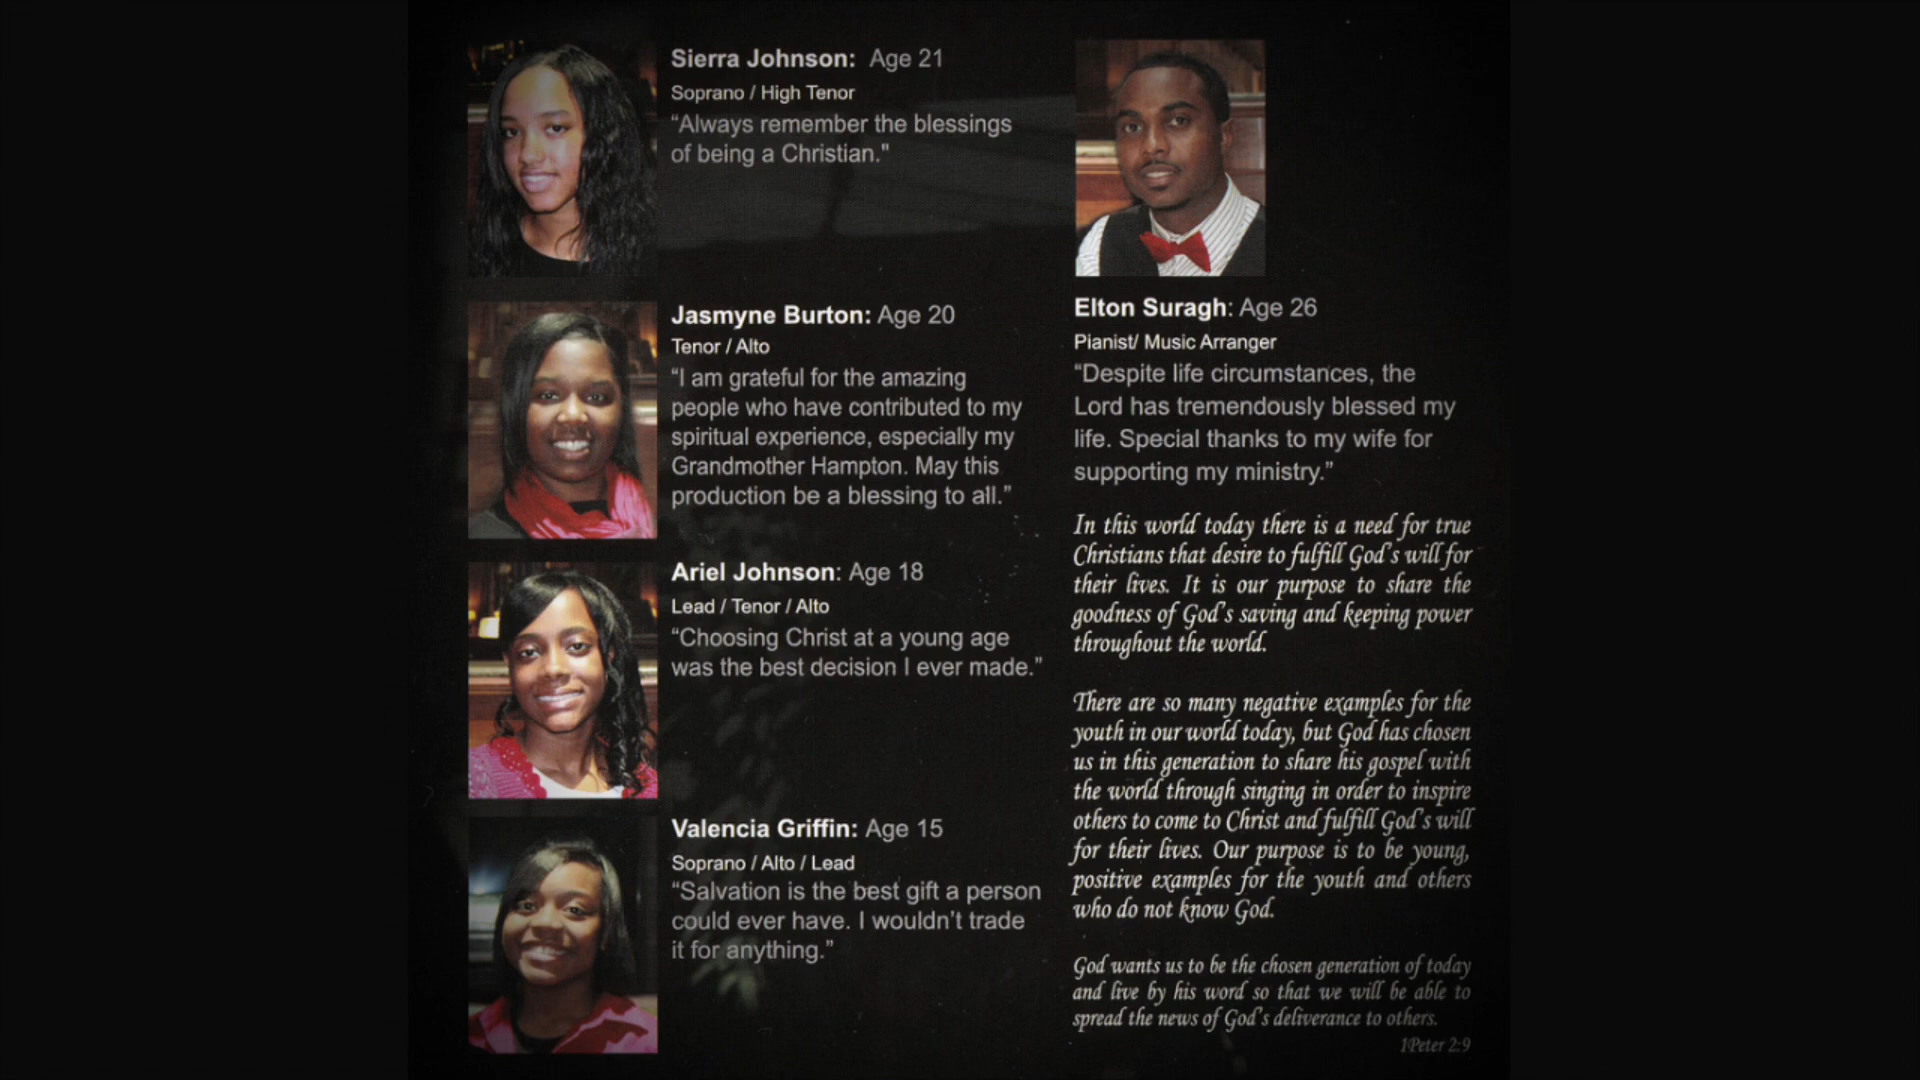 Sierra Johnson: Age 21
Soprano / High Tenor
“Always remember the blessings
of being a Christian."
Jasmyne Burton: Age 20
Tenor / Alto
“I am grateful for the amazing
people who have contributed to my
spiritual experience, especially my
Grandmother Hampton. May this
production be a blessing to all.”
Ariel Johnson: Age 18
Lead / Tenor / Alto
“Choosing Christ at a young age
was the best decision I ever made.”
Valencia Griffin: Age 15
Soprano / Alto / Lead
“Salvation is the best gift a person
could ever have. I wouldn’t trade
it for anything.”
Elton Suragh: Age 26
Pianist/ Music Arranger
“Despite life circumstances, the
Lord has tremendously blessed my
life. Special thanks to my wife for
supporting my ministry.”
In this world today there is a need for true
Christians that desire to fulfill God's will for
their lives. It is our purpose to share the
goodness of God's saving and keeping power
throughout the world.
There are so many negative examples for the
youth in our world today, but God has chosen
us in this generation to share his gospel with
the world through singing in order to inspire
others to come to Christ and fulfill God's will
for their lives. Our purpose is to be young,
positive examples for the youth and others
who do not know God.
God wants us to be the chosen generation of today
and live by his word so that we will be able to
spread the news of God's deliverance to others.
1Peter 2:9